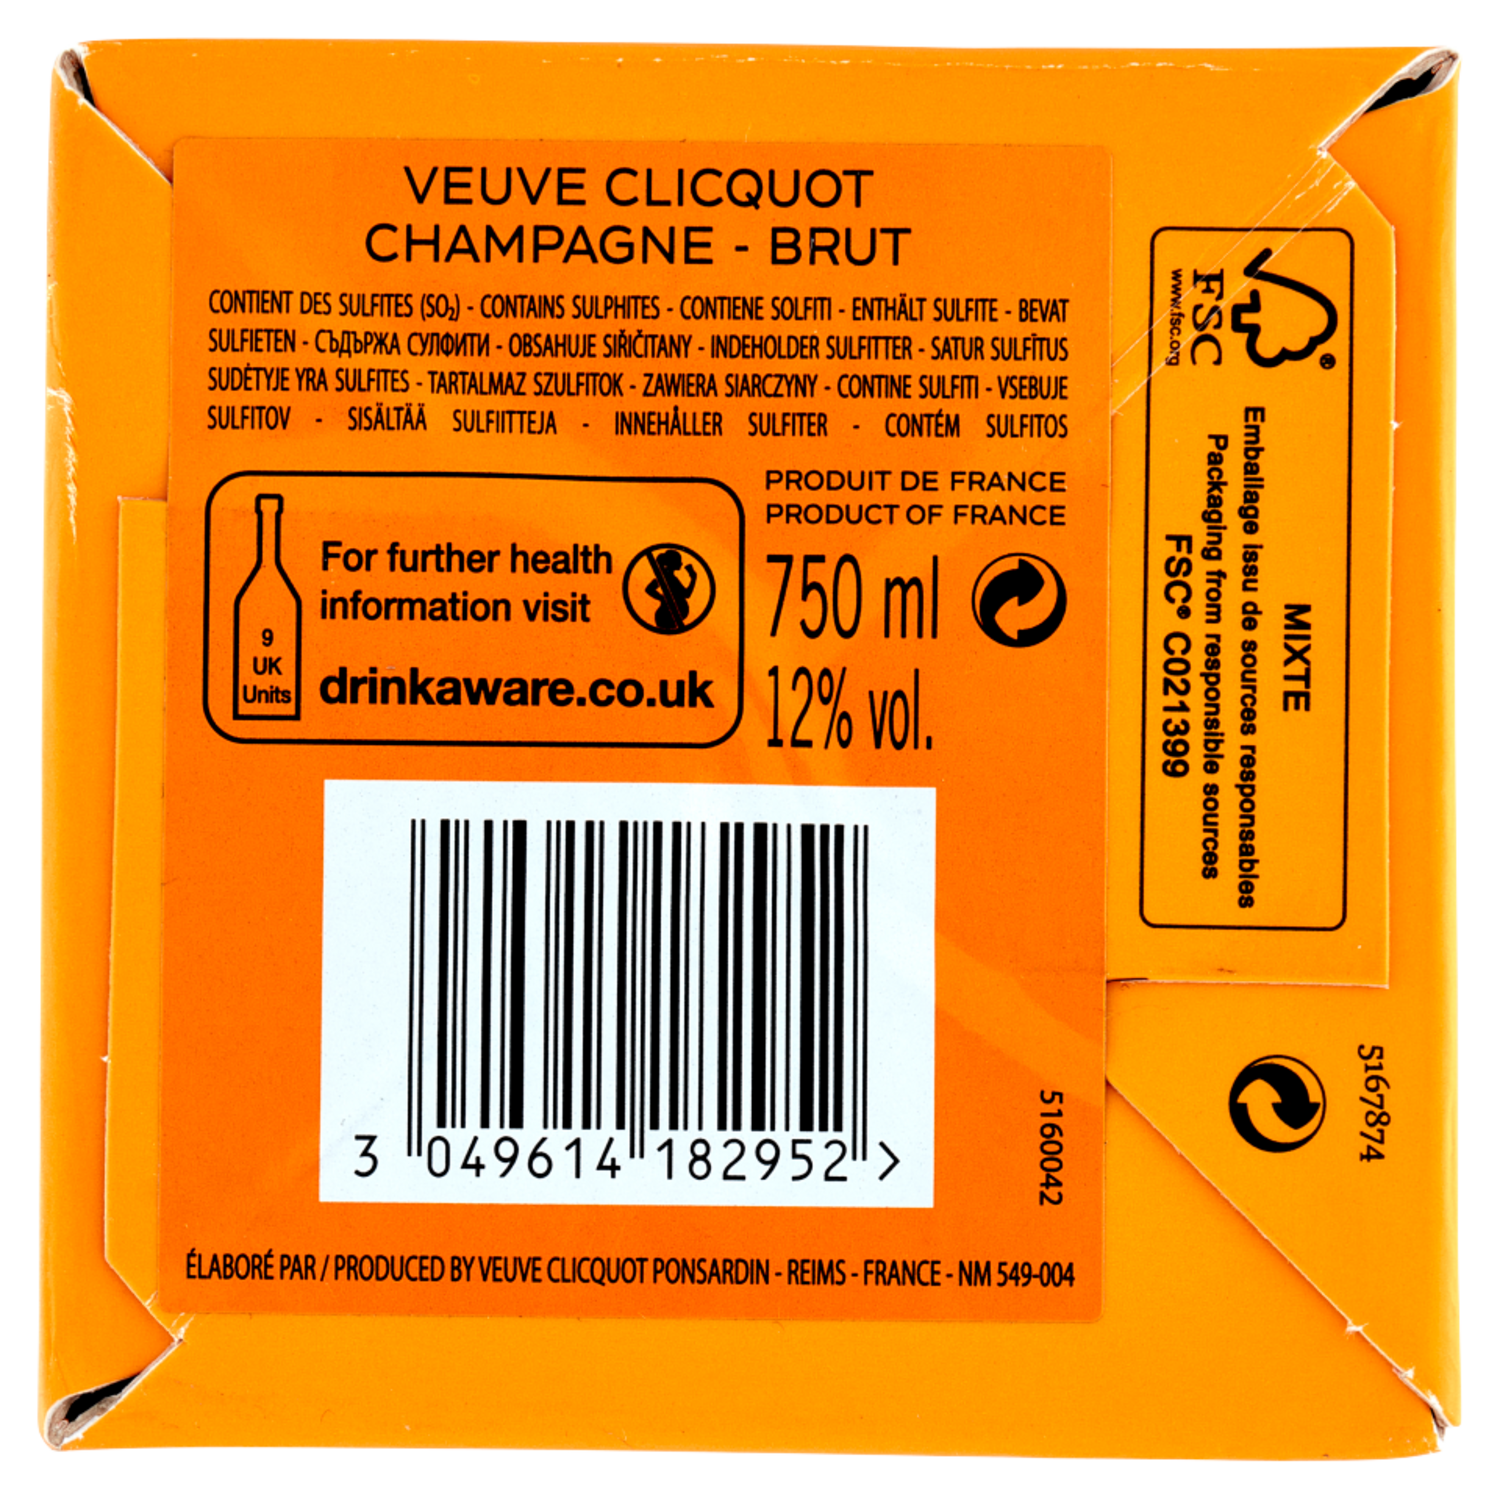 VEUVE CLICQUOT
CHAMPAGNE - BRUT
CONTIENT DES SULFITES (SO₂) - CONTAINS SULPHITES - CONTIENE SOLFITI - ENTHÄLT SULFITE - BEVAT
SULFIETEN - СЪДЪРЖА СУЛФИТИ - OBSAHUJE SIŘIČITANY - INDEHOLDER SULFITTER - SATUR SULFĪTUS
SUDĖTYJE YRA SULFITES - TARTALMAZ SZULFITOK - ZAWIERA SIARCZYNY - CONTINE SULFITI - VSEBUJE
SULFITOV - SISÄLTÄÄ SULFIITTEJA - INNEHÅLLER SULFITER - CONTÉM SULFITOS
9
UK
Units
For further health
information visit
drinkaware.co.uk
PRODUIT DE FRANCE
PRODUCT OF FRANCE
750 ml
12% vol.
3 049614 182952 >
5160042
ÉLABORÉ PAR / PRODUCED BY VEUVE CLICQUOT PONSARDIN - REIMS - FRANCE - NM 549-004
®
FSC
www.fsc.org
MIXTE
Emballage issu de sources responsables
Packaging from responsible sources
FSC® C021399
5167874